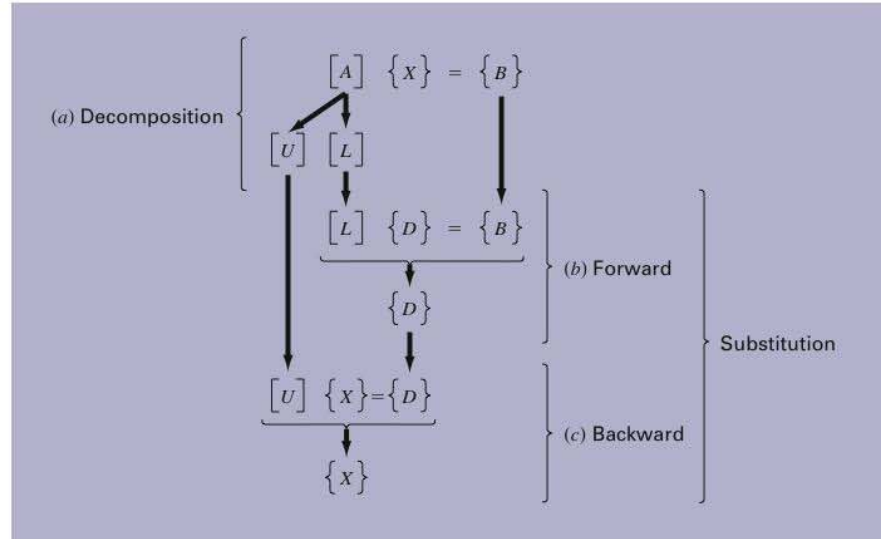 [A] {X} = {B}
(a) Decomposition
[U] [L]
[L] {D} = {B}
(b) Forward
{D}
Substitution
[U] {X}={D}
(c) Backward
{X}